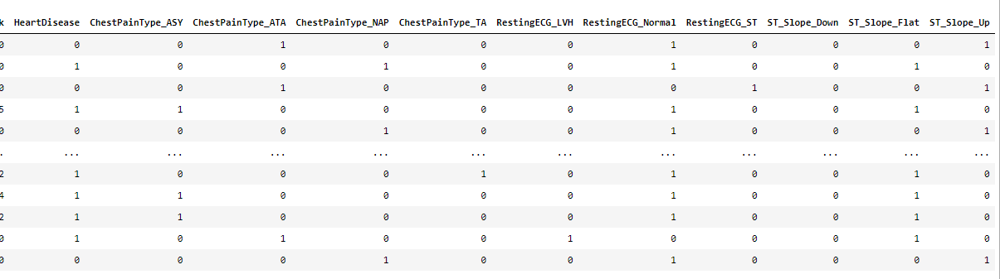 k HeartDisease ChestPainType_ASY ChestPainType_ATA ChestPainType_NAP ChestPainType_TA RestingECG_LVH RestingECG_Normal RestingECG_ST ST_Slope_Down ST_Slope_Flat ST_Slope_Up
0 0 0 1 0 0 0 1 0 0 0 1
0 1 0 0 1 0 0 1 0 0 1 0
0 0 0 1 0 0 0 0 1 0 0 1
5 1 1 0 0 0 0 1 0 0 1 0
0 0 0 0 1 0 0 1 0 0 0 1
. ... ... ... ... ... ... ... ... ... ... ...
2 1 0 0 0 1 0 1 0 0 1 0
4 1 1 0 0 0 0 1 0 0 1 0
2 1 1 0 0 0 0 1 0 0 1 0
0 1 0 1 0 0 1 0 0 0 1 0
0 0 0 0 1 0 0 1 0 0 0 1